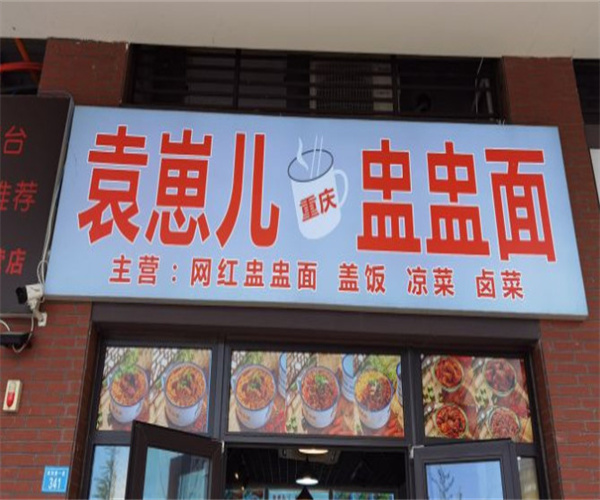 袁崽儿 重庆 盅盅面
主营：网红盅盅面 盖饭 凉菜 卤菜
台
推荐
店
341